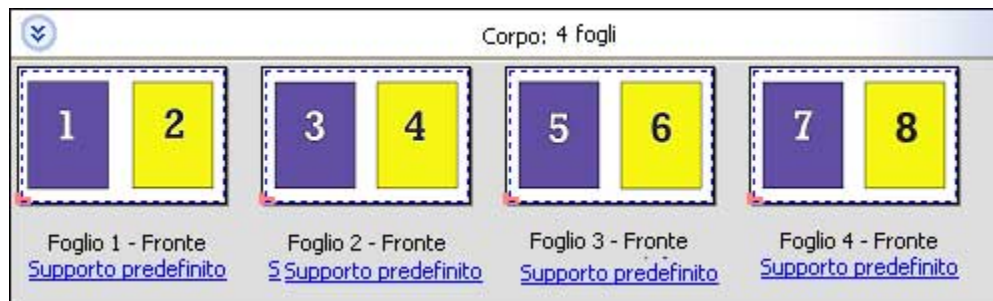 Corpo: 4 fogli
1 2 3 4 5 6 7 8
Foglio 1 - Fronte Foglio 2 - Fronte Foglio 3 - Fronte Foglio 4 - Fronte
Supporto predefinito S Supporto predefinito Supporto predefinito Supporto predefinito